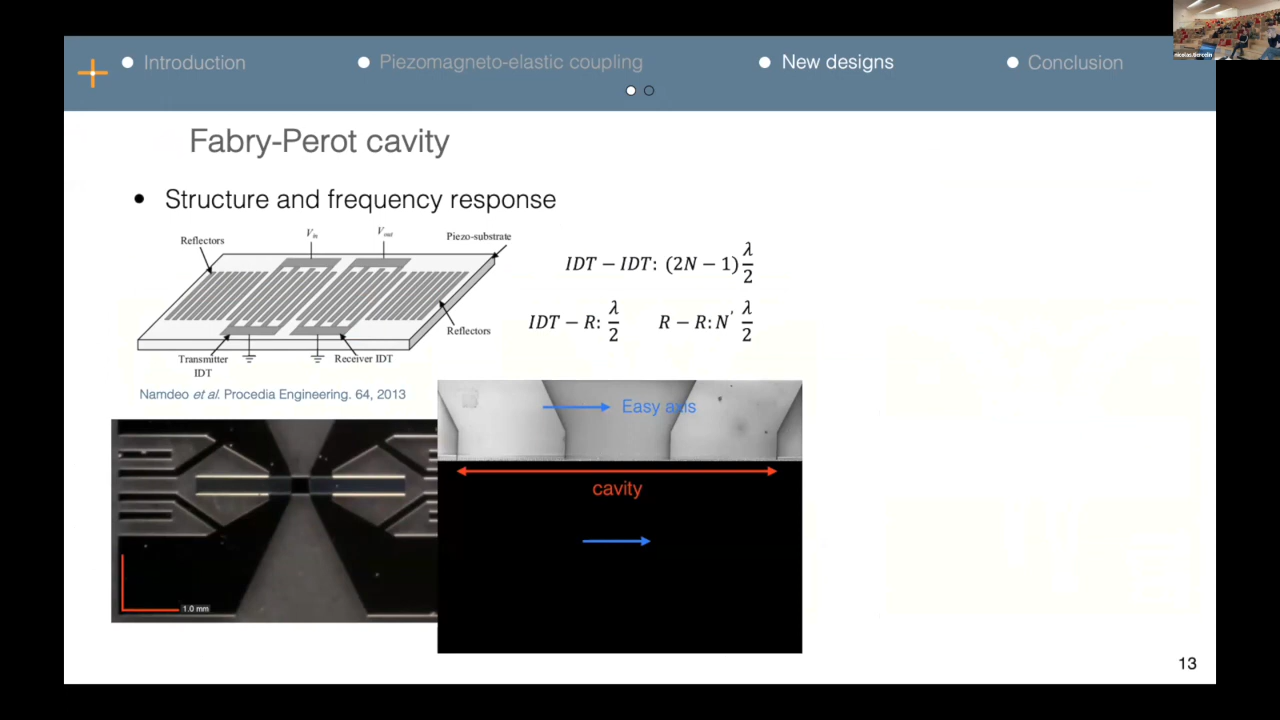 Introduction
Piezomagneto-elastic coupling
New designs
Conclusion
nicolas.tiercelin
Fabry-Perot cavity
Structure and frequency response
Reflectors
V_in
V_out
Piezo-substrate
Reflectors
Transmitter
IDT
Receiver IDT
IDT − IDT: (2N − 1) λ/2
IDT − R: λ/2
R − R: N′ λ/2
Namdeo et al. Procedia Engineering. 64, 2013
Easy axis
cavity
1.0 mm
13